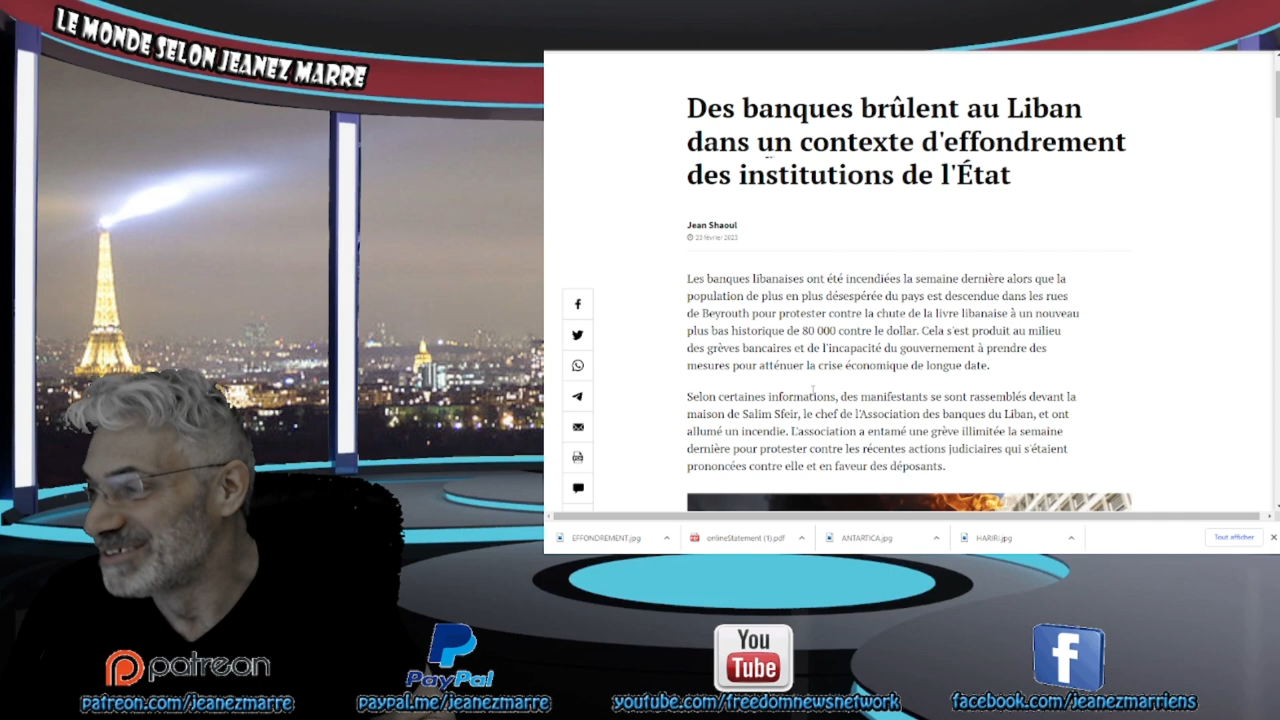 LE MONDE SELON JEANEZ MARRE
Des banques brûlent au Liban
dans un contexte d'effondrement
des institutions de l'État
Jean Shaoul
23 février 2023
Les banques libanaises ont été incendiées la semaine dernière alors que la
population de plus en plus désespérée du pays est descendue dans les rues
de Beyrouth pour protester contre la chute de la livre libanaise à un nouveau
plus bas historique de 80 000 contre le dollar. Cela s'est produit au milieu
des grèves bancaires et de l'incapacité du gouvernement à prendre des
mesures pour atténuer la crise économique de longue date.
Selon certaines informations, des manifestants se sont rassemblés devant la
maison de Salim Sfeir, le chef de l'Association des banques du Liban, et ont
allumé un incendie. L'association a entamé une grève illimitée la semaine
dernière pour protester contre les récentes actions judiciaires qui s'étaient
prononcées contre elle et en faveur des déposants.
EFFONDREMENT.jpg
onlineStatement (1).pdf
ANTARTICA.jpg
HARIRI.jpg
Tout afficher
patreon
PayPal
You
Tube
patreon.com/jeanezmarre
paypal.me/jeanezmarre
youtube.com/freedomnewsnetwork
facebook.com/jeanezmarriens